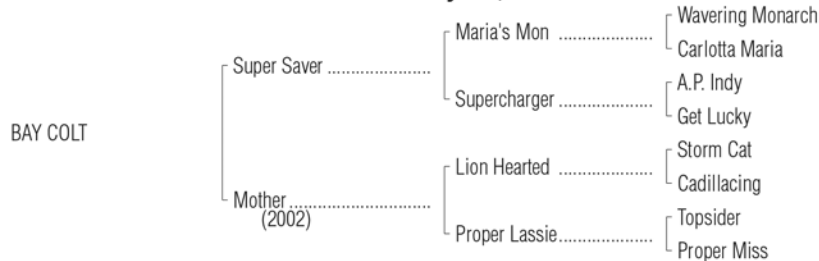 Wavering Monarch
Maria's Mon ....................
Carlotta Maria
Super Saver ......................
A.P. Indy
Supercharger ....................
Get Lucky
BAY COLT
Storm Cat
Lion Hearted ....................
Cadillacing
Mother..............................
(2002)
Topsider
Proper Lassie....................
Proper Miss